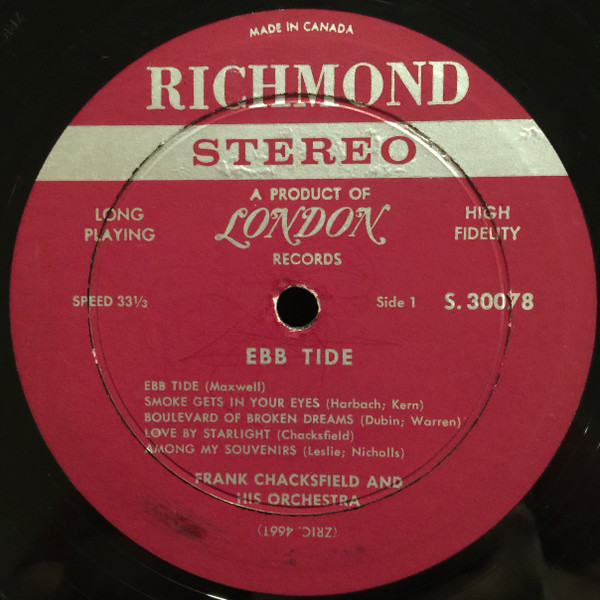 MADE IN CANADA
RICHMOND
STEREO
A PRODUCT OF
LONG
PLAYING
LONDON
HIGH
FIDELITY
RECORDS
SPEED 33⅓
Side 1
S. 30078
EBB TIDE
EBB TIDE (Maxwell)
SMOKE GETS IN YOUR EYES (Harbach; Kern)
BOULEVARD OF BROKEN DREAMS (Dubin; Warren)
LOVE BY STARLIGHT (Chacksfield)
AMONG MY SOUVENIRS (Leslie; Nicholls)
FRANK CHACKSFIELD AND
HIS ORCHESTRA
(ZRIC. 4661)